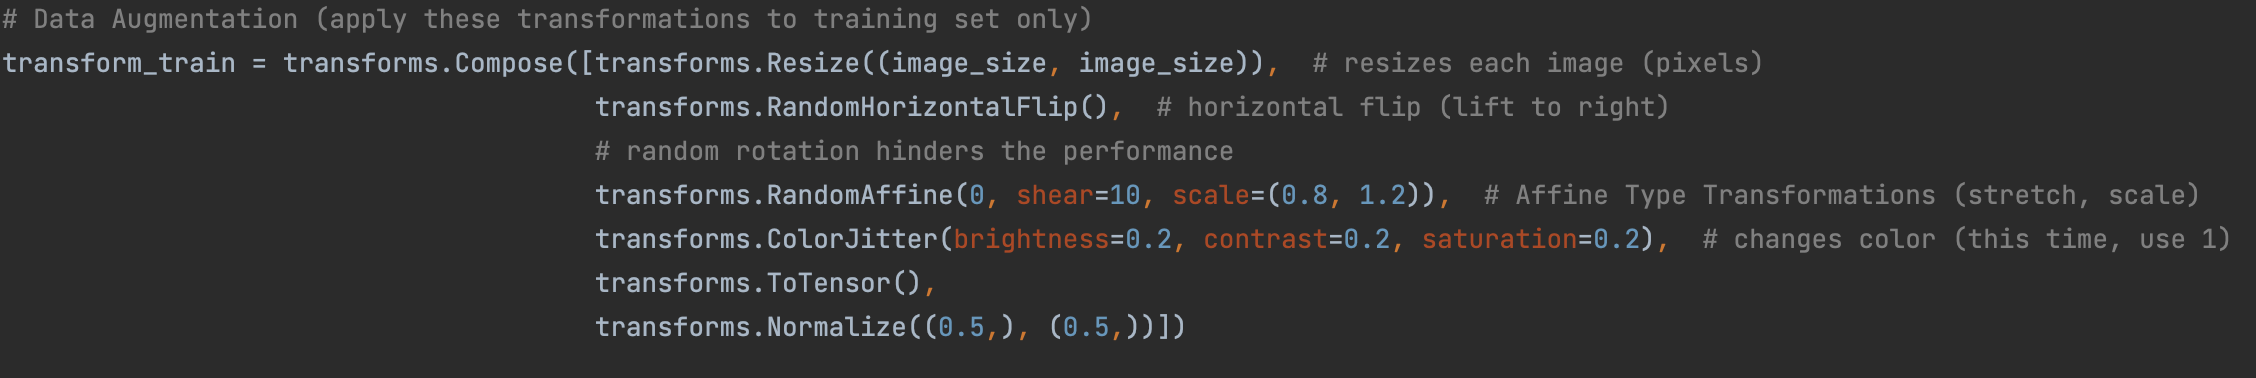 # Data Augmentation (apply these transformations to training set only)
transform_train = transforms.Compose([transforms.Resize((image_size, image_size)),  # resizes each image (pixels)
transforms.RandomHorizontalFlip(),  # horizontal flip (lift to right)
# random rotation hinders the performance
transforms.RandomAffine(0, shear=10, scale=(0.8, 1.2)),  # Affine Type Transformations (stretch, scale)
transforms.ColorJitter(brightness=0.2, contrast=0.2, saturation=0.2),  # changes color (this time, use 1)
transforms.ToTensor(),
transforms.Normalize((0.5,), (0.5,))])